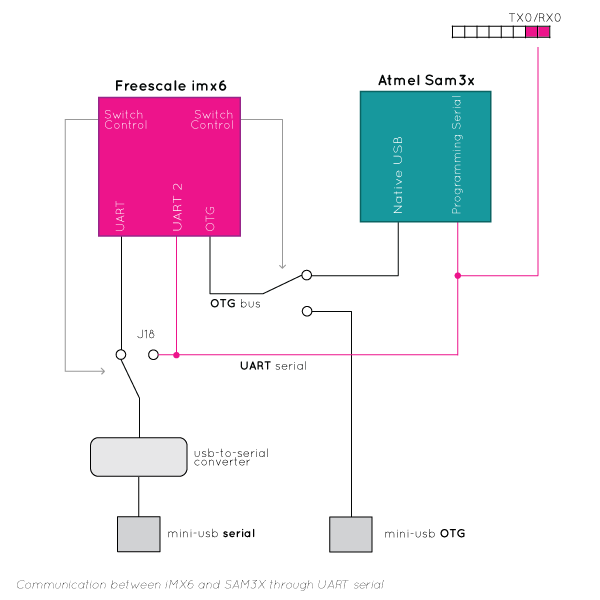 TX0/RX0
Freescale imx6
Atmel Sam3x
Switch
Control
Switch
Control
UART
UART 2
OTG
Native USB
Programming Serial
OTG bus
J18
UART serial
usb-to-serial
converter
mini-usb serial
mini-usb OTG
Communication between iMX6 and SAM3X through UART serial